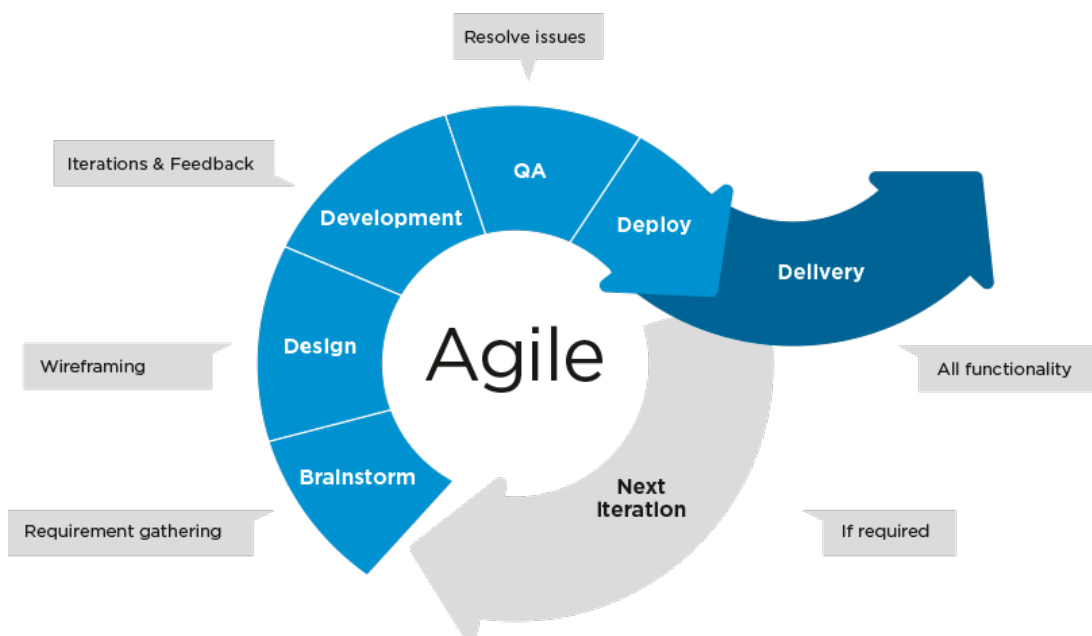 Resolve issues
Iterations & Feedback
QA
Development
Deploy
Delivery
Design
Agile
Wireframing
All functionality
Brainstorm
Next
Iteration
Requirement gathering
If required